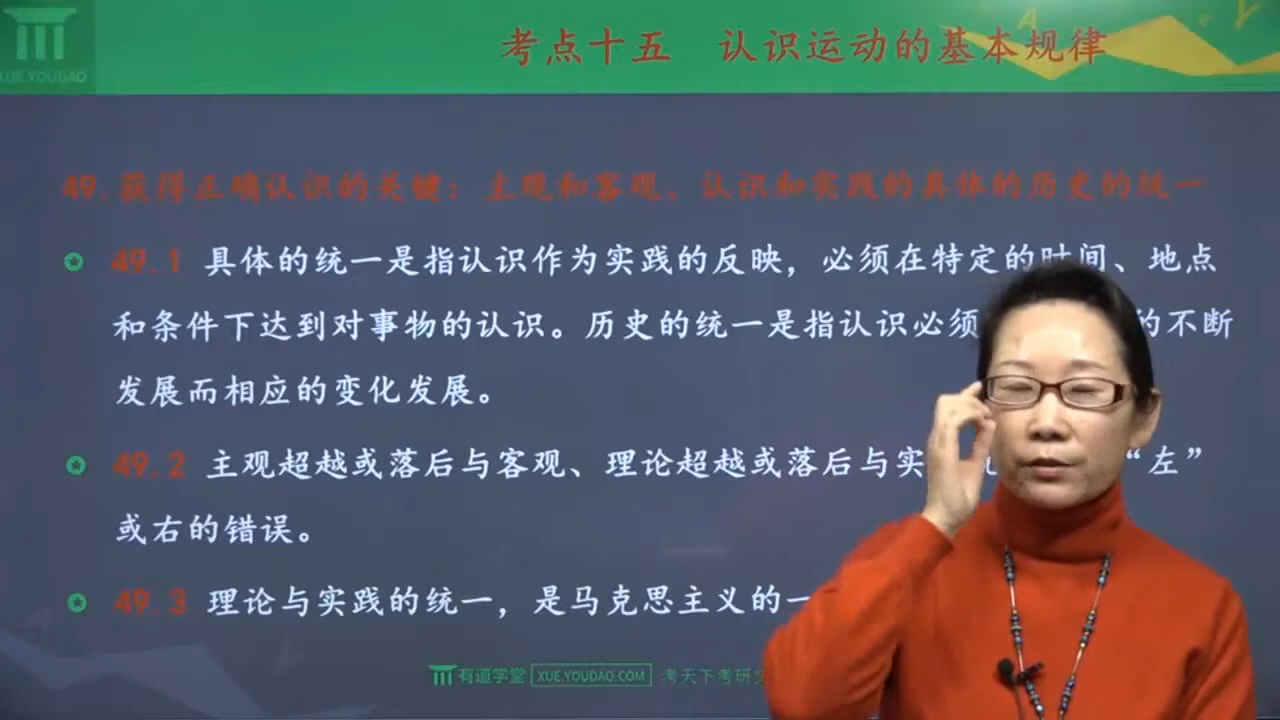 XUE.YOUDAO
考点十五 认识运动的基本规律
49.获得正确认识的关键：主观和客观、认识和实践的具体的历史的统一
49.1 具体的统一是指认识作为实践的反映，必须在特定的时间、地点
和条件下达到对事物的认识。历史的统一是指认识必须 的不断
发展而相应的变化发展。
49.2 主观超越或落后与客观、理论超越或落后与实 “左”
或右的错误。
49.3 理论与实践的统一，是马克思主义的一
有道学堂 XUE.YOUDAO.COM 考天下考研